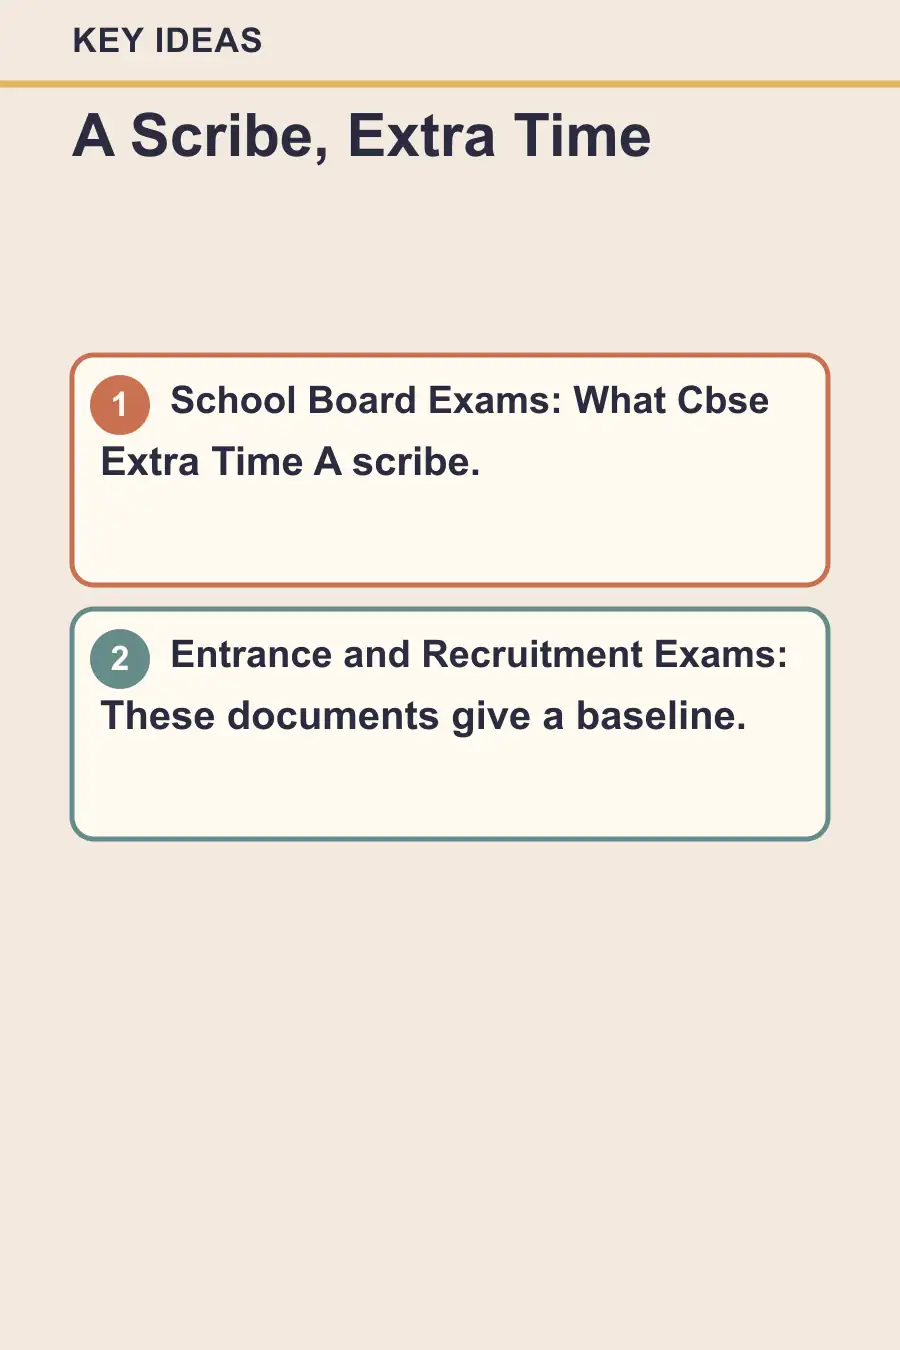 KEY IDEAS
A Scribe, Extra Time
1 School Board Exams: What Cbse
Extra Time A scribe.
2 Entrance and Recruitment Exams:
These documents give a baseline.